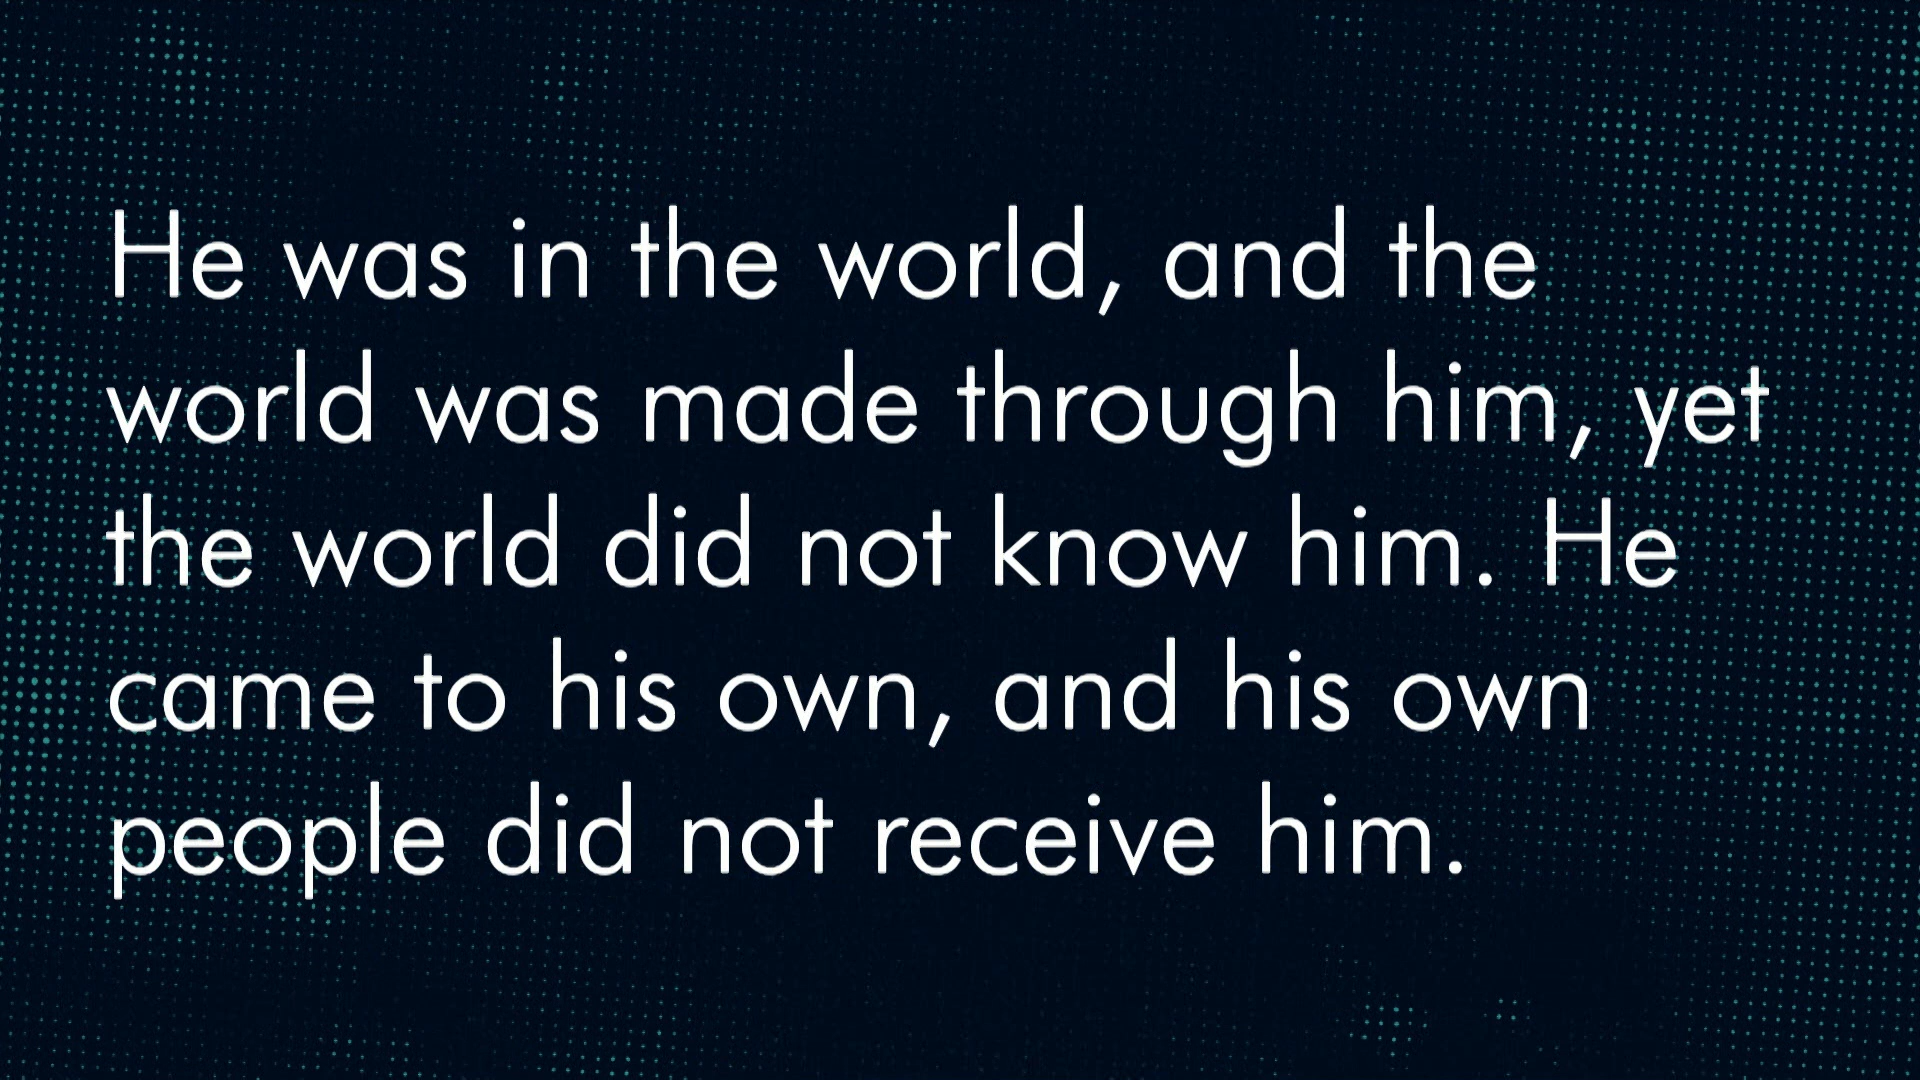 He was in the world, and the
world was made through him, yet
the world did not know him. He
came to his own, and his own
people did not receive him.